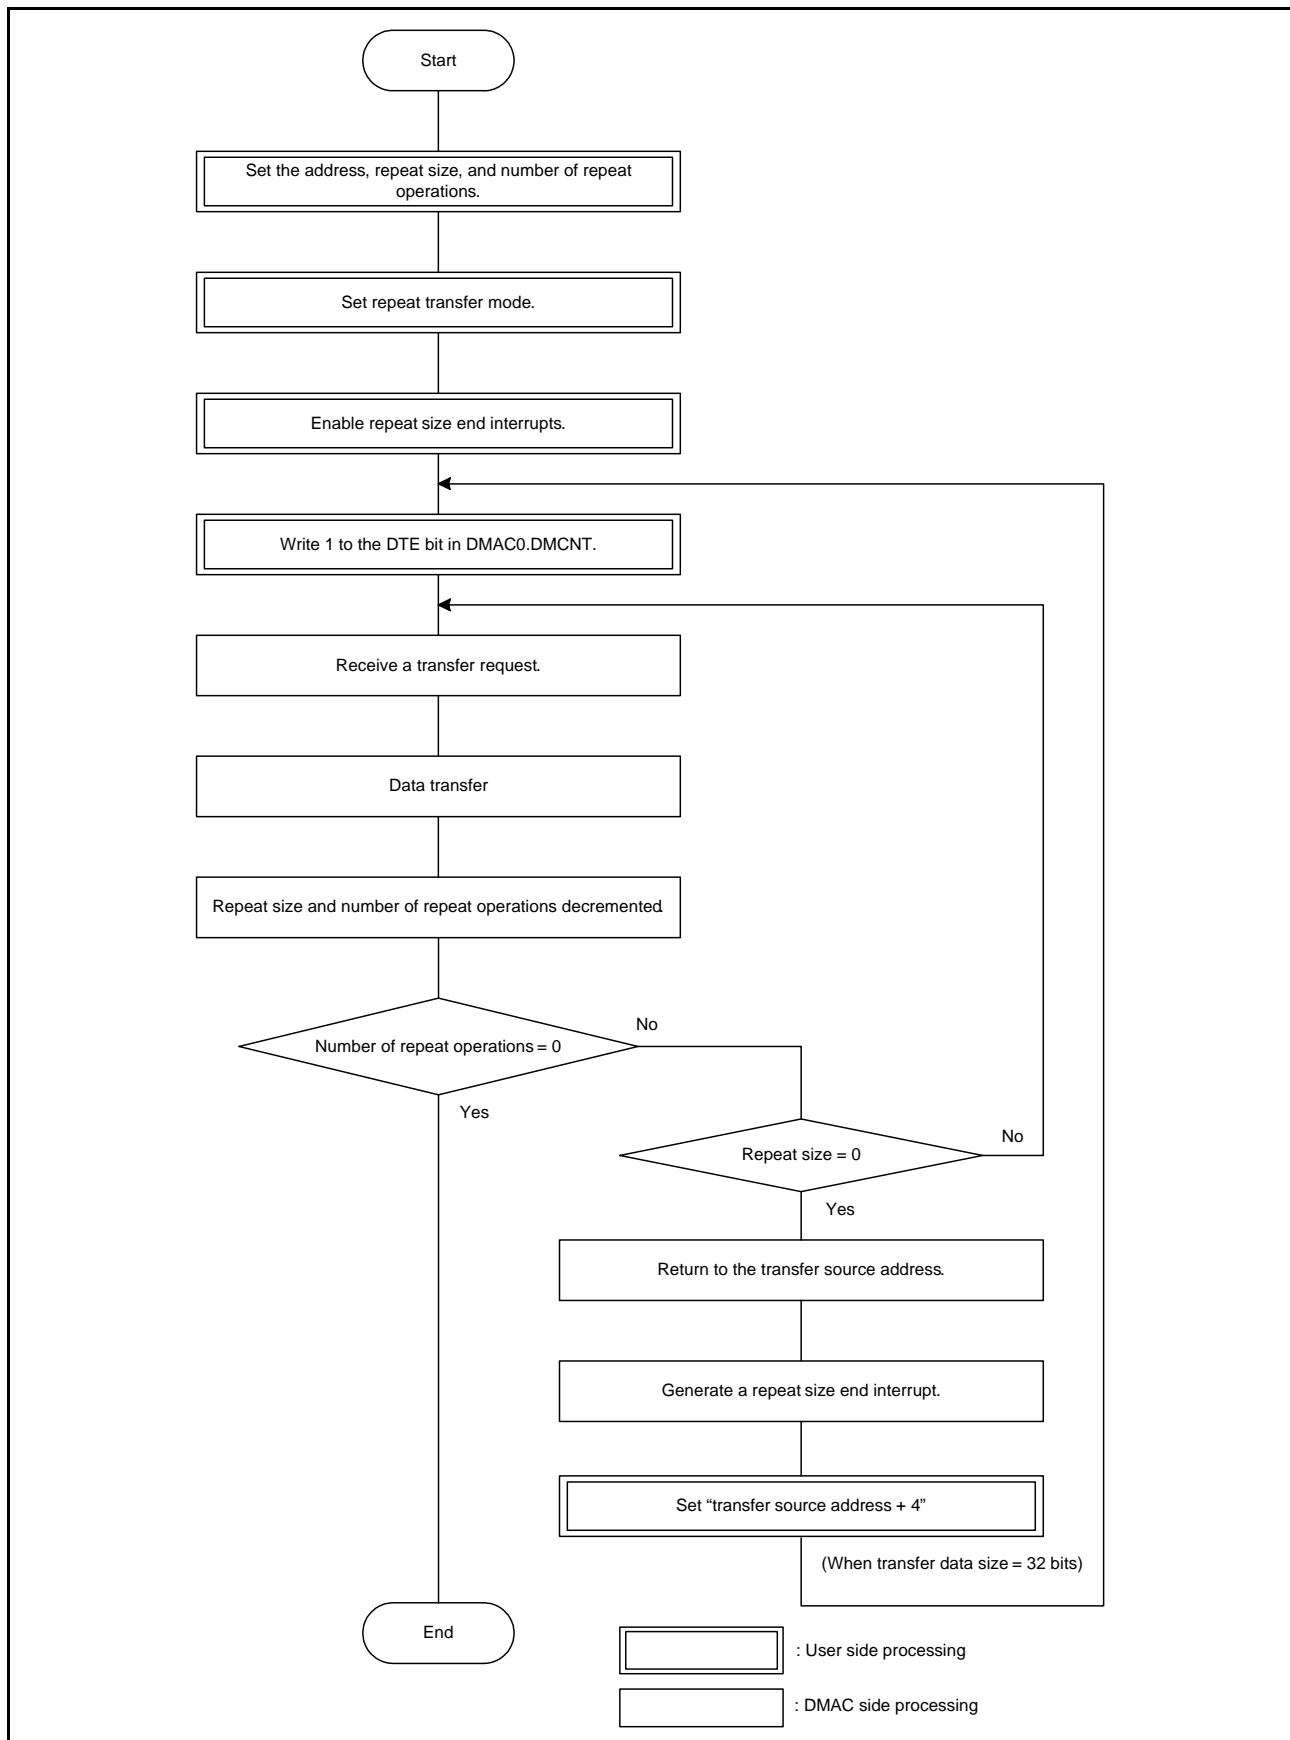 Start
Set the address, repeat size, and number of repeat
operations.
Set repeat transfer mode.
Enable repeat size end interrupts.
Write 1 to the DTE bit in DMAC0.DMCNT.
Receive a transfer request.
Data transfer
Repeat size and number of repeat operations decremented.
No
Number of repeat operations = 0
Yes
No
Repeat size = 0
Yes
Return to the transfer source address.
Generate a repeat size end interrupt.
Set “transfer source address + 4”
(When transfer data size = 32 bits)
End
: User side processing
: DMAC side processing